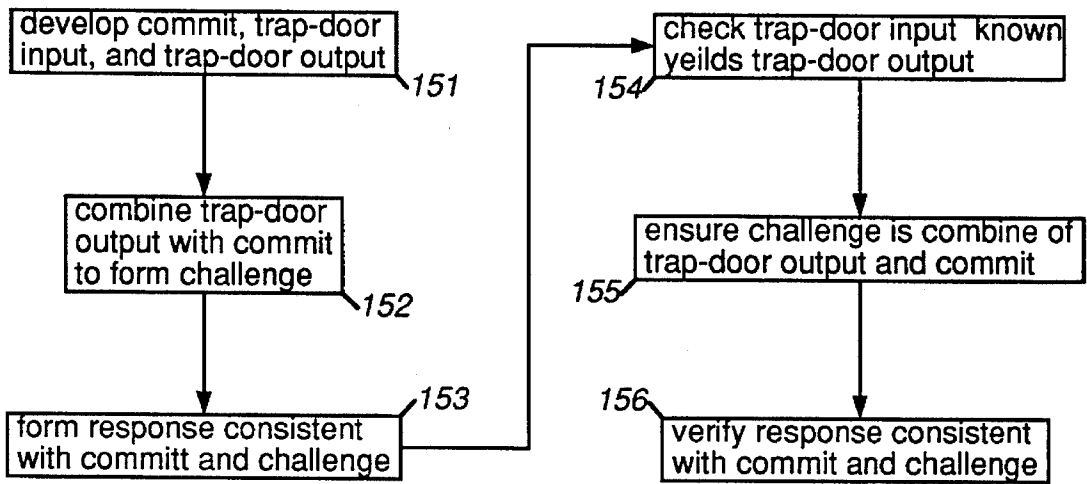 develop commit, trap-door
input, and trap-door output
151
combine trap-door
output with commit
to form challenge
152
153
form response consistent
with committ and challenge
check trap-door input known
yeilds trap-door output
154
ensure challenge is combine of
trap-door output and commit
155
156
verify response consistent
with commit and challenge